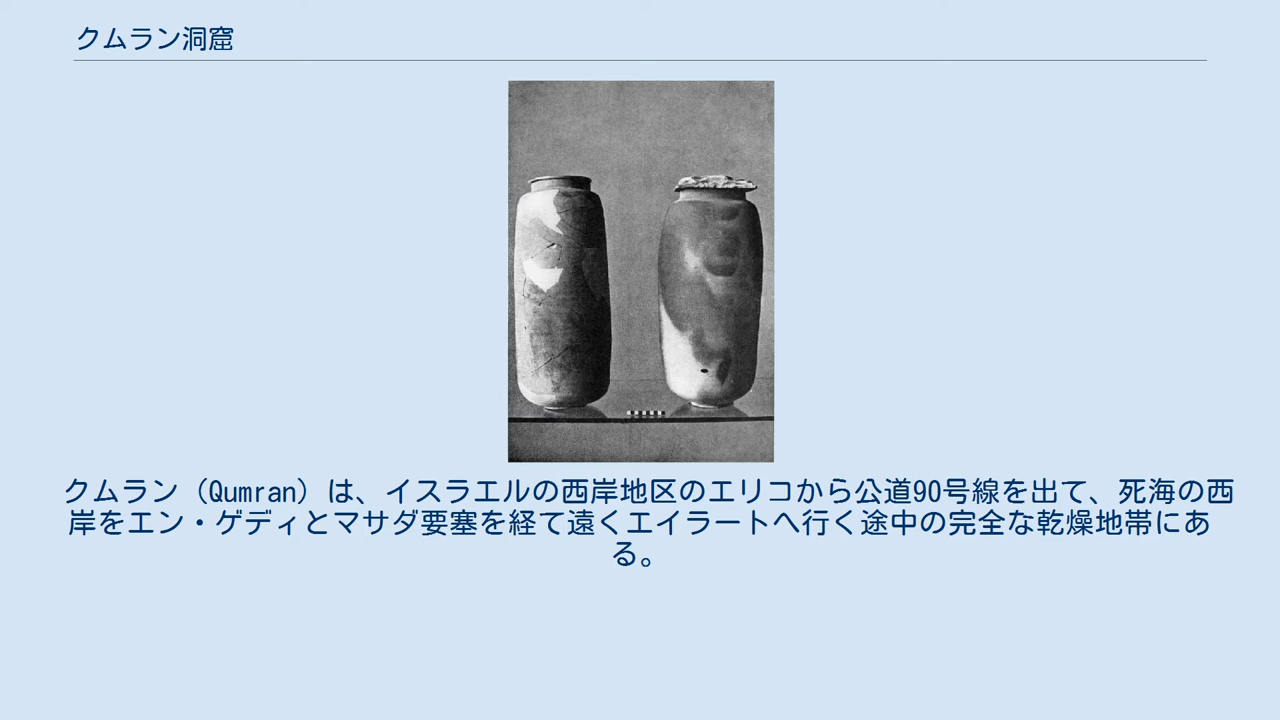 クムラン洞窟
クムラン（Qumran）は、イスラエルの西岸地区のエリコから公道90号線を出て、死海の西
岸をエン・ゲディとマサダ要塞を経て遠くエイラートへ行く途中の完全な乾燥地帯にあ
る。